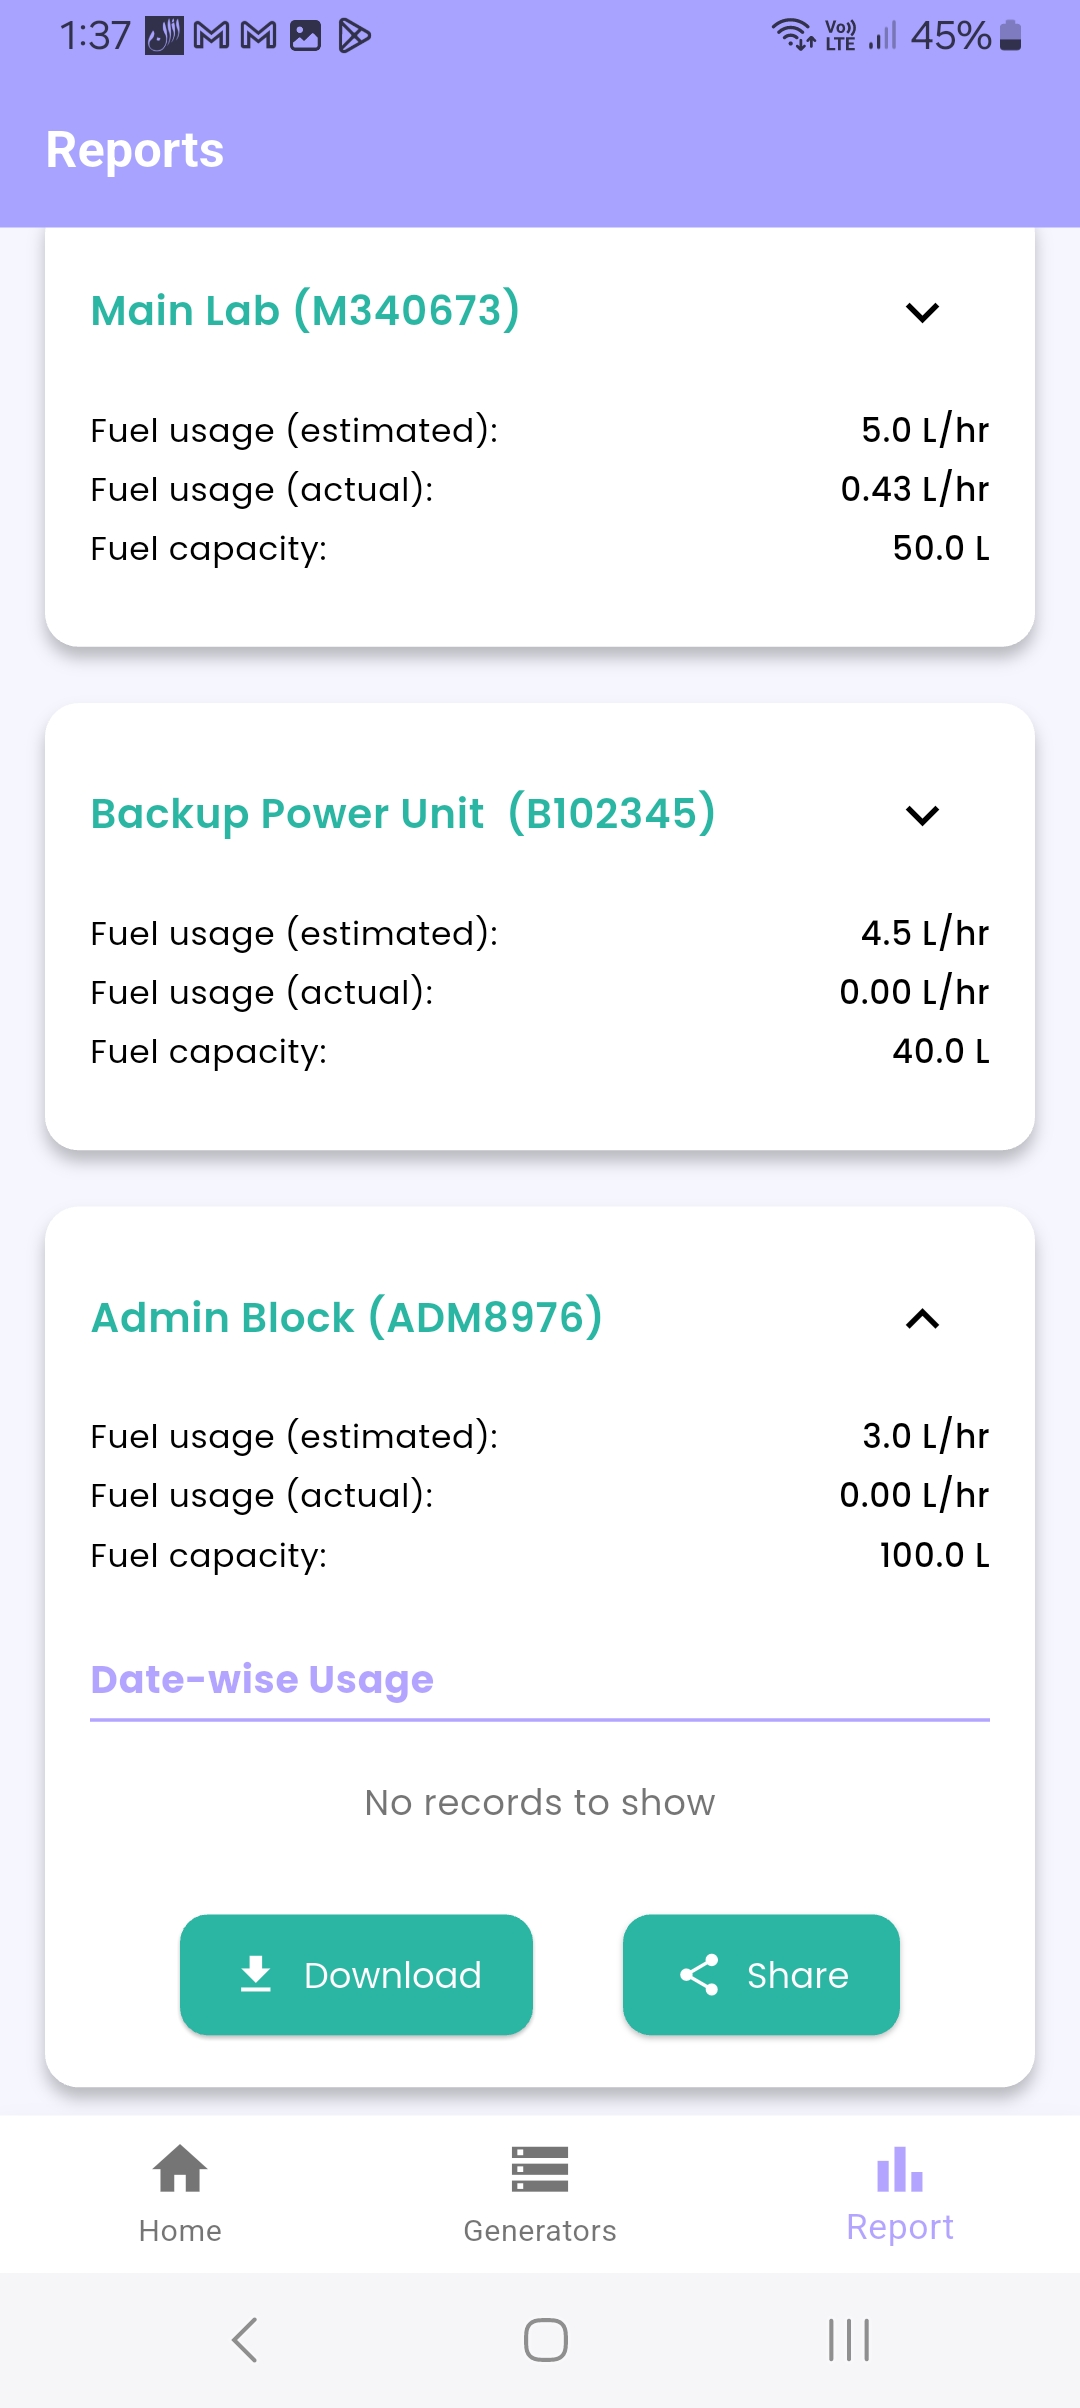 1:37
Vo)) LTE 45%
Reports
Main Lab (M340673)
Fuel usage (estimated): 5.0 L/hr
Fuel usage (actual): 0.43 L/hr
Fuel capacity: 50.0 L
Backup Power Unit  (B102345)
Fuel usage (estimated): 4.5 L/hr
Fuel usage (actual): 0.00 L/hr
Fuel capacity: 40.0 L
Admin Block (ADM8976)
Fuel usage (estimated): 3.0 L/hr
Fuel usage (actual): 0.00 L/hr
Fuel capacity: 100.0 L
Date-wise Usage
No records to show
Download Share
Home Generators Report